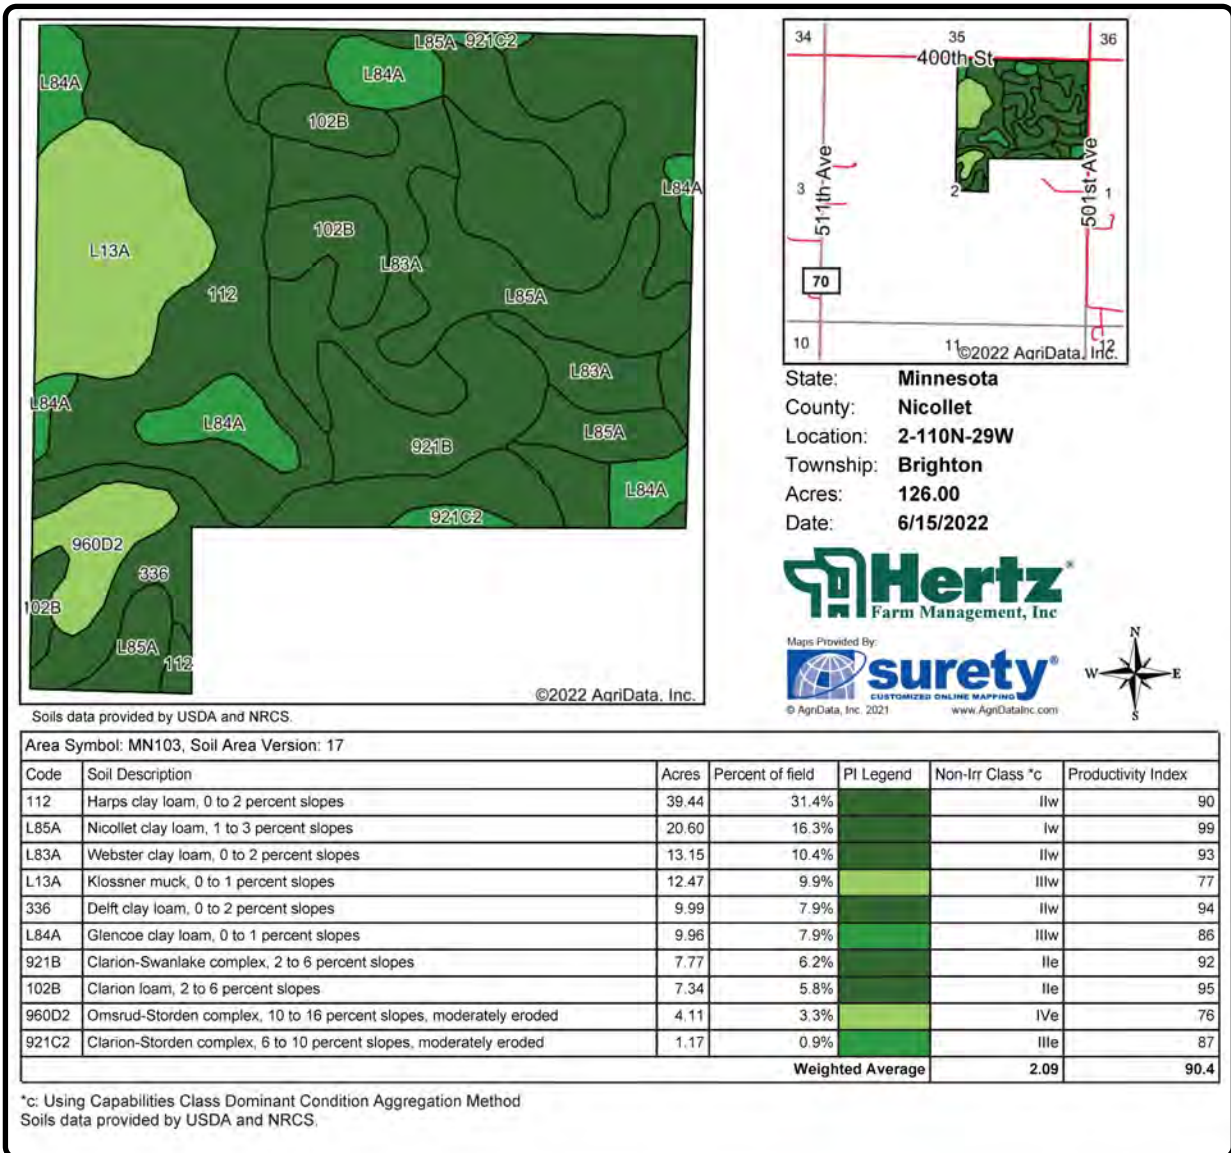 L85A 921C2
L84A
L84A
102B
L84A
102B
L13A
L83A
112
L85A
L83A
L84A
L84A
L85A
921B
L84A
921C2
960D2
336
102B
L85A
112
©2022 AgriData, Inc.
Soils data provided by USDA and NRCS.
34 35 36
400th St
511th Ave
501st Ave
3 2 1
70
10 11 12
©2022 AgriData, Inc.
State: Minnesota
County: Nicollet
Location: 2-110N-29W
Township: Brighton
Acres: 126.00
Date: 6/15/2022
Hertz®
Farm Management, Inc
Maps Provided By:
surety®
CUSTOMIZED ONLINE MAPPING
© AgriData, Inc. 2021 www.AgriDataInc.com
N
W E
S
Area Symbol: MN103, Soil Area Version: 17
Code Soil Description Acres Percent of field PI Legend Non-Irr Class *c Productivity Index
112 Harps clay loam, 0 to 2 percent slopes 39.44 31.4% IIw 90
L85A Nicollet clay loam, 1 to 3 percent slopes 20.60 16.3% Iw 99
L83A Webster clay loam, 0 to 2 percent slopes 13.15 10.4% IIw 93
L13A Klossner muck, 0 to 1 percent slopes 12.47 9.9% IIIw 77
336 Delft clay loam, 0 to 2 percent slopes 9.99 7.9% IIw 94
L84A Glencoe clay loam, 0 to 1 percent slopes 9.96 7.9% IIIw 86
921B Clarion-Swanlake complex, 2 to 6 percent slopes 7.77 6.2% IIe 92
102B Clarion loam, 2 to 6 percent slopes 7.34 5.8% IIe 95
960D2 Omsrud-Storden complex, 10 to 16 percent slopes, moderately eroded 4.11 3.3% IVe 76
921C2 Clarion-Storden complex, 6 to 10 percent slopes, moderately eroded 1.17 0.9% IIIe 87
Weighted Average 2.09 90.4
*c: Using Capabilities Class Dominant Condition Aggregation Method
Soils data provided by USDA and NRCS.